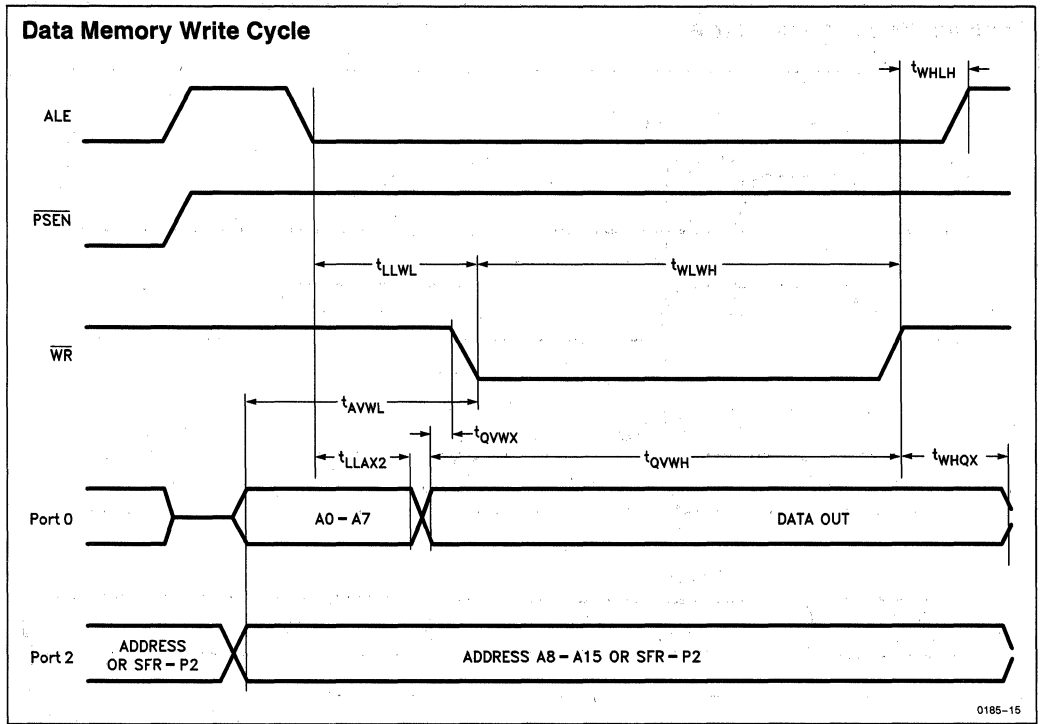 Data Memory Write Cycle
tWHLH
ALE
PSEN
tLLWL
tWLWH
WR
tAVWL
tQVWX
tLLAX2
tQVWH
tWHQX
Port 0
A0 – A7
DATA OUT
Port 2
ADDRESS
OR SFR – P2
ADDRESS A8 – A15 OR SFR – P2
0185–15